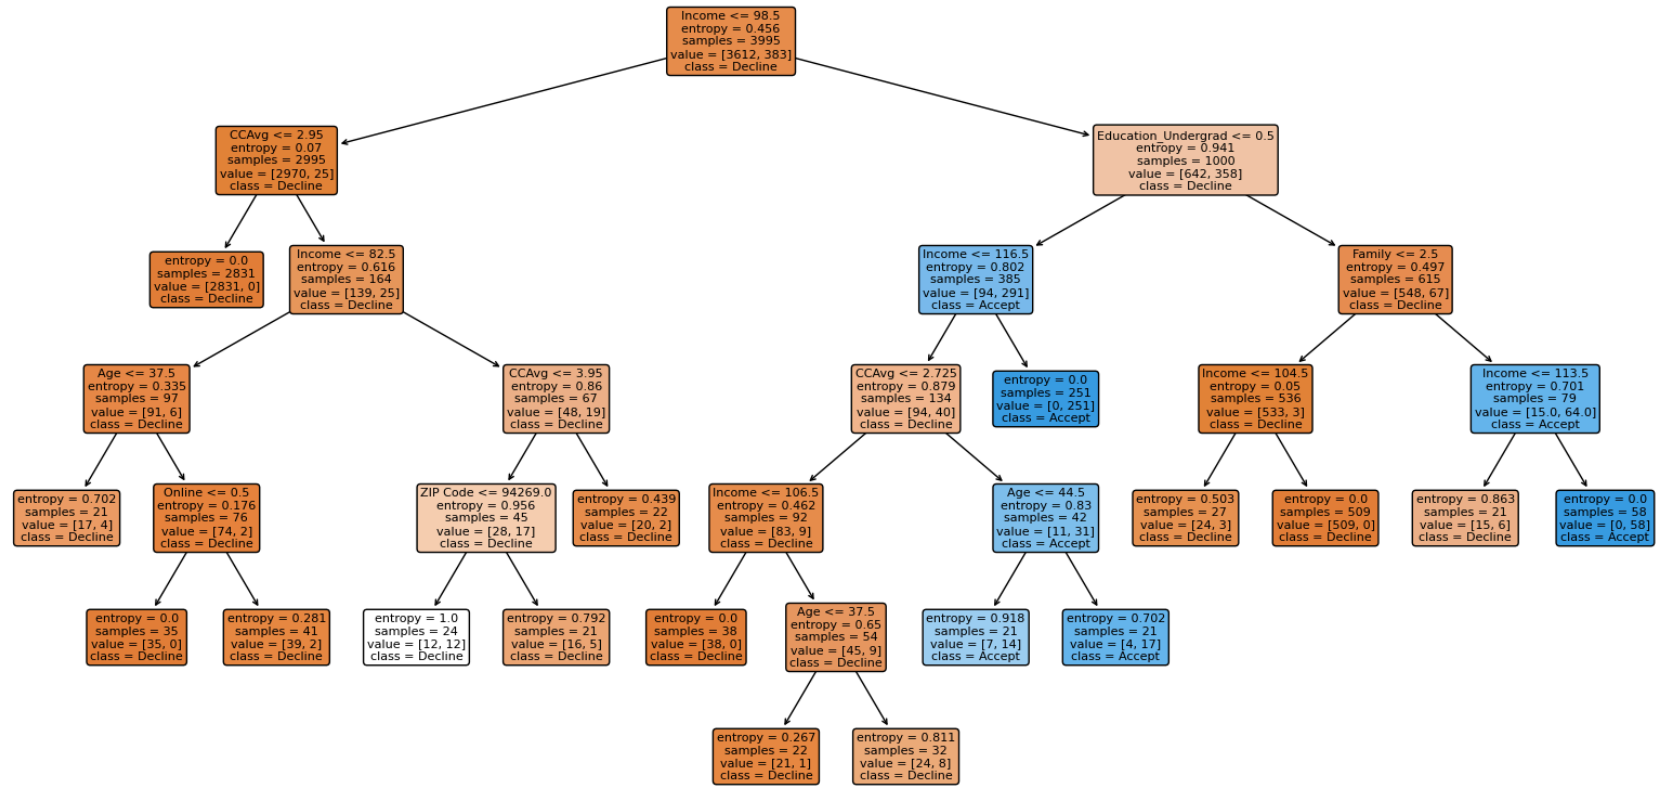 Income <= 98.5
entropy = 0.456
samples = 3995
value = [3612, 383]
class = Decline
CCAvg <= 2.95
entropy = 0.07
samples = 2995
value = [2970, 25]
class = Decline
Education_Undergrad <= 0.5
entropy = 0.941
samples = 1000
value = [642, 358]
class = Decline
entropy = 0.0
samples = 2831
value = [2831, 0]
class = Decline
Income <= 82.5
entropy = 0.616
samples = 164
value = [139, 25]
class = Decline
Income <= 116.5
entropy = 0.802
samples = 385
value = [94, 291]
class = Accept
Family <= 2.5
entropy = 0.497
samples = 615
value = [548, 67]
class = Decline
Age <= 37.5
entropy = 0.335
samples = 97
value = [91, 6]
class = Decline
CCAvg <= 3.95
entropy = 0.86
samples = 67
value = [48, 19]
class = Decline
CCAvg <= 2.725
entropy = 0.879
samples = 134
value = [94, 40]
class = Decline
entropy = 0.0
samples = 251
value = [0, 251]
class = Accept
Income <= 104.5
entropy = 0.05
samples = 536
value = [533, 3]
class = Decline
Income <= 113.5
entropy = 0.701
samples = 79
value = [15.0, 64.0]
class = Accept
entropy = 0.702
samples = 21
value = [17, 4]
class = Decline
Online <= 0.5
entropy = 0.176
samples = 76
value = [74, 2]
class = Decline
ZIP Code <= 94269.0
entropy = 0.956
samples = 45
value = [28, 17]
class = Decline
entropy = 0.439
samples = 22
value = [20, 2]
class = Decline
Income <= 106.5
entropy = 0.462
samples = 92
value = [83, 9]
class = Decline
Age <= 44.5
entropy = 0.83
samples = 42
value = [11, 31]
class = Accept
entropy = 0.503
samples = 27
value = [24, 3]
class = Decline
entropy = 0.0
samples = 509
value = [509, 0]
class = Decline
entropy = 0.863
samples = 21
value = [15, 6]
class = Decline
entropy = 0.0
samples = 58
value = [0, 58]
class = Accept
entropy = 0.0
samples = 35
value = [35, 0]
class = Decline
entropy = 0.281
samples = 41
value = [39, 2]
class = Decline
entropy = 1.0
samples = 24
value = [12, 12]
class = Decline
entropy = 0.792
samples = 21
value = [16, 5]
class = Decline
entropy = 0.0
samples = 38
value = [38, 0]
class = Decline
Age <= 37.5
entropy = 0.65
samples = 54
value = [45, 9]
class = Decline
entropy = 0.918
samples = 21
value = [7, 14]
class = Accept
entropy = 0.702
samples = 21
value = [4, 17]
class = Accept
entropy = 0.267
samples = 22
value = [21, 1]
class = Decline
entropy = 0.811
samples = 32
value = [24, 8]
class = Decline